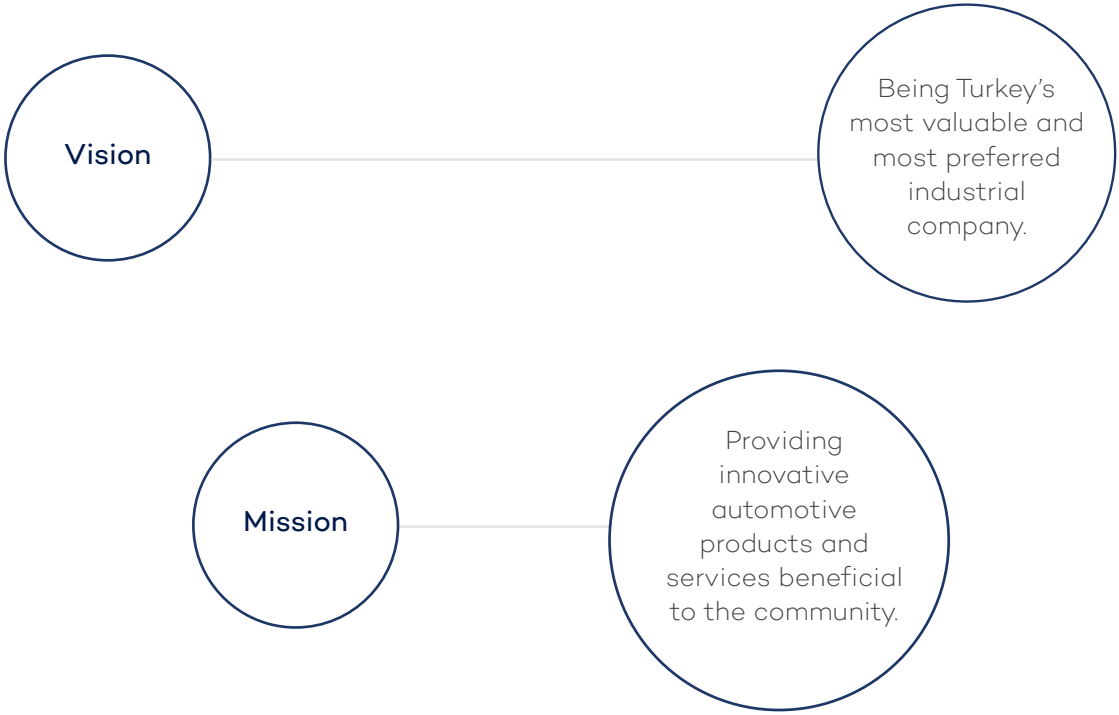 Vision
Being Turkey’s
most valuable and
most preferred
industrial
company.
Mission
Providing
innovative
automotive
products and
services beneficial
to the community.